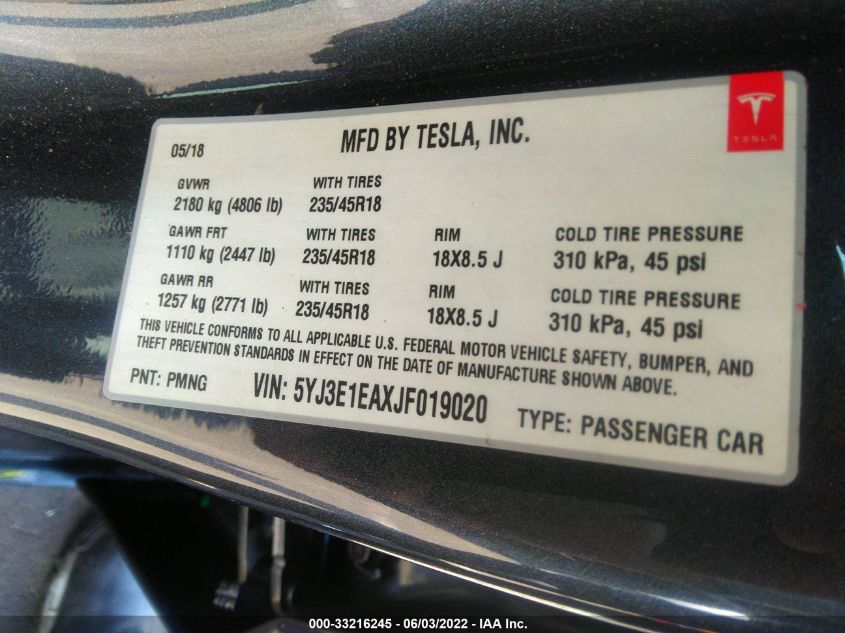 05/18 MFD BY TESLA, INC.
TESLA
GVWR WITH TIRES
2180 kg (4806 lb) 235/45R18
GAWR FRT WITH TIRES RIM COLD TIRE PRESSURE
1110 kg (2447 lb) 235/45R18 18X8.5 J 310 kPa, 45 psi
GAWR RR WITH TIRES RIM COLD TIRE PRESSURE
1257 kg (2771 lb) 235/45R18 18X8.5 J 310 kPa, 45 psi
THIS VEHICLE CONFORMS TO ALL APPLICABLE U.S. FEDERAL MOTOR VEHICLE SAFETY, BUMPER, AND
THEFT PREVENTION STANDARDS IN EFFECT ON THE DATE OF MANUFACTURE SHOWN ABOVE.
PNT: PMNG VIN: 5YJ3E1EAXJF019020 TYPE: PASSENGER CAR
000-33216245 - 06/03/2022 - IAA Inc.